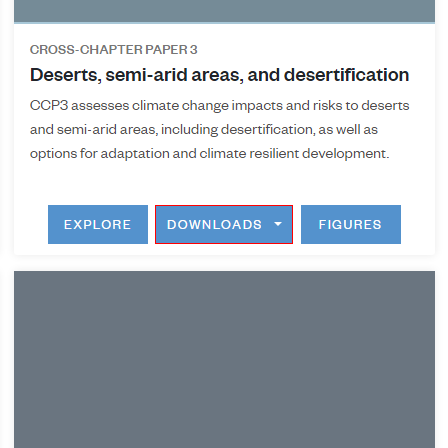 CROSS-CHAPTER PAPER 3
Deserts, semi-arid areas, and desertification
CCP3 assesses climate change impacts and risks to deserts
and semi-arid areas, including desertification, as well as
options for adaptation and climate resilient development.
EXPLORE DOWNLOADS FIGURES